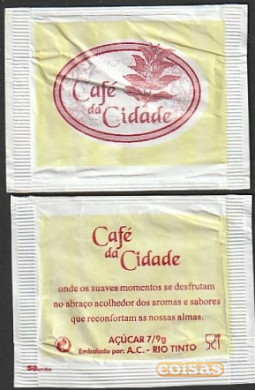 Café
da Cidade
Café
da Cidade
onde os suaves momentos se desfrutam
no abraço acolhedor dos aromas e sabores
que reconfortam as nossas almas.
AÇÚCAR 7/9g
Embalado por: A.C. - RIO TINTO
coisas